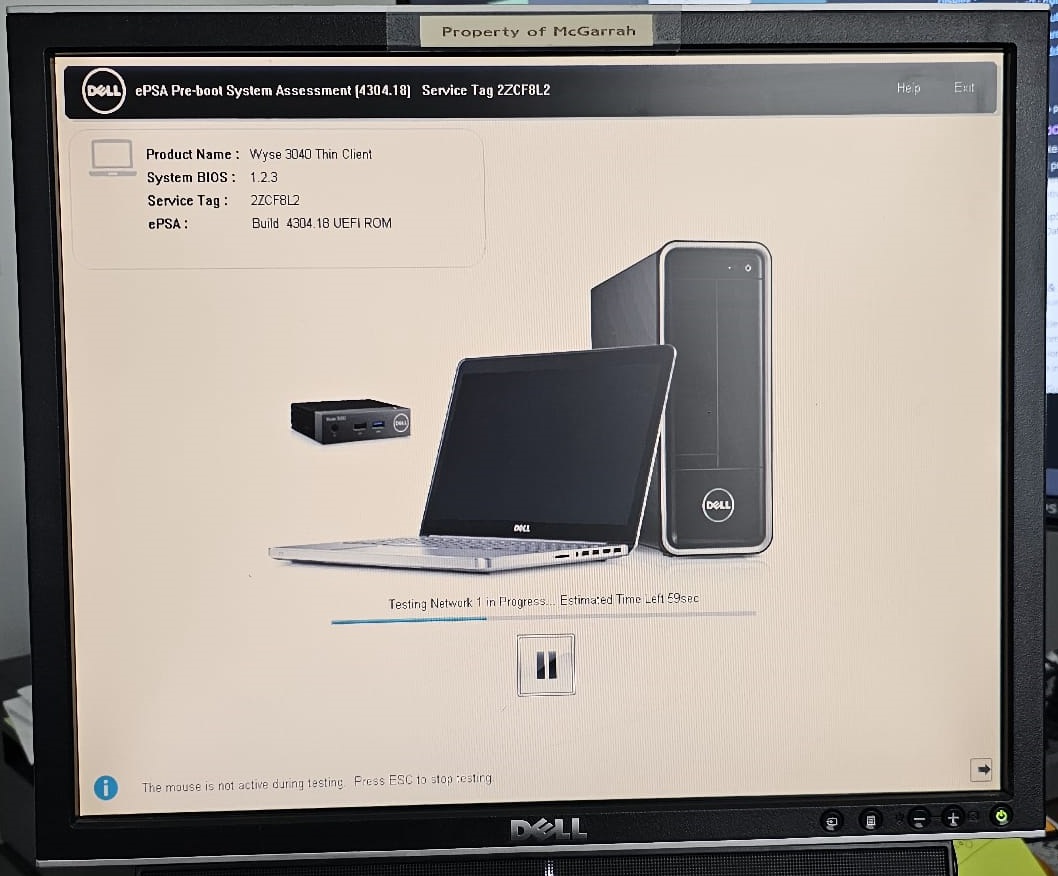 Property of McGarrah
DELL ePSA Pre-boot System Assessment [4304.18] Service Tag 2ZCF8L2 Help Exit
Product Name : Wyse 3040 Thin Client
System BIOS : 1.2.3
Service Tag : 2ZCF8L2
ePSA : Build 4304.18 UEFI ROM
DELL
DELL
DELL
Testing Network 1 in Progress... Estimated Time Left 59sec
i The mouse is not active during testing. Press ESC to stop testing.
DELL